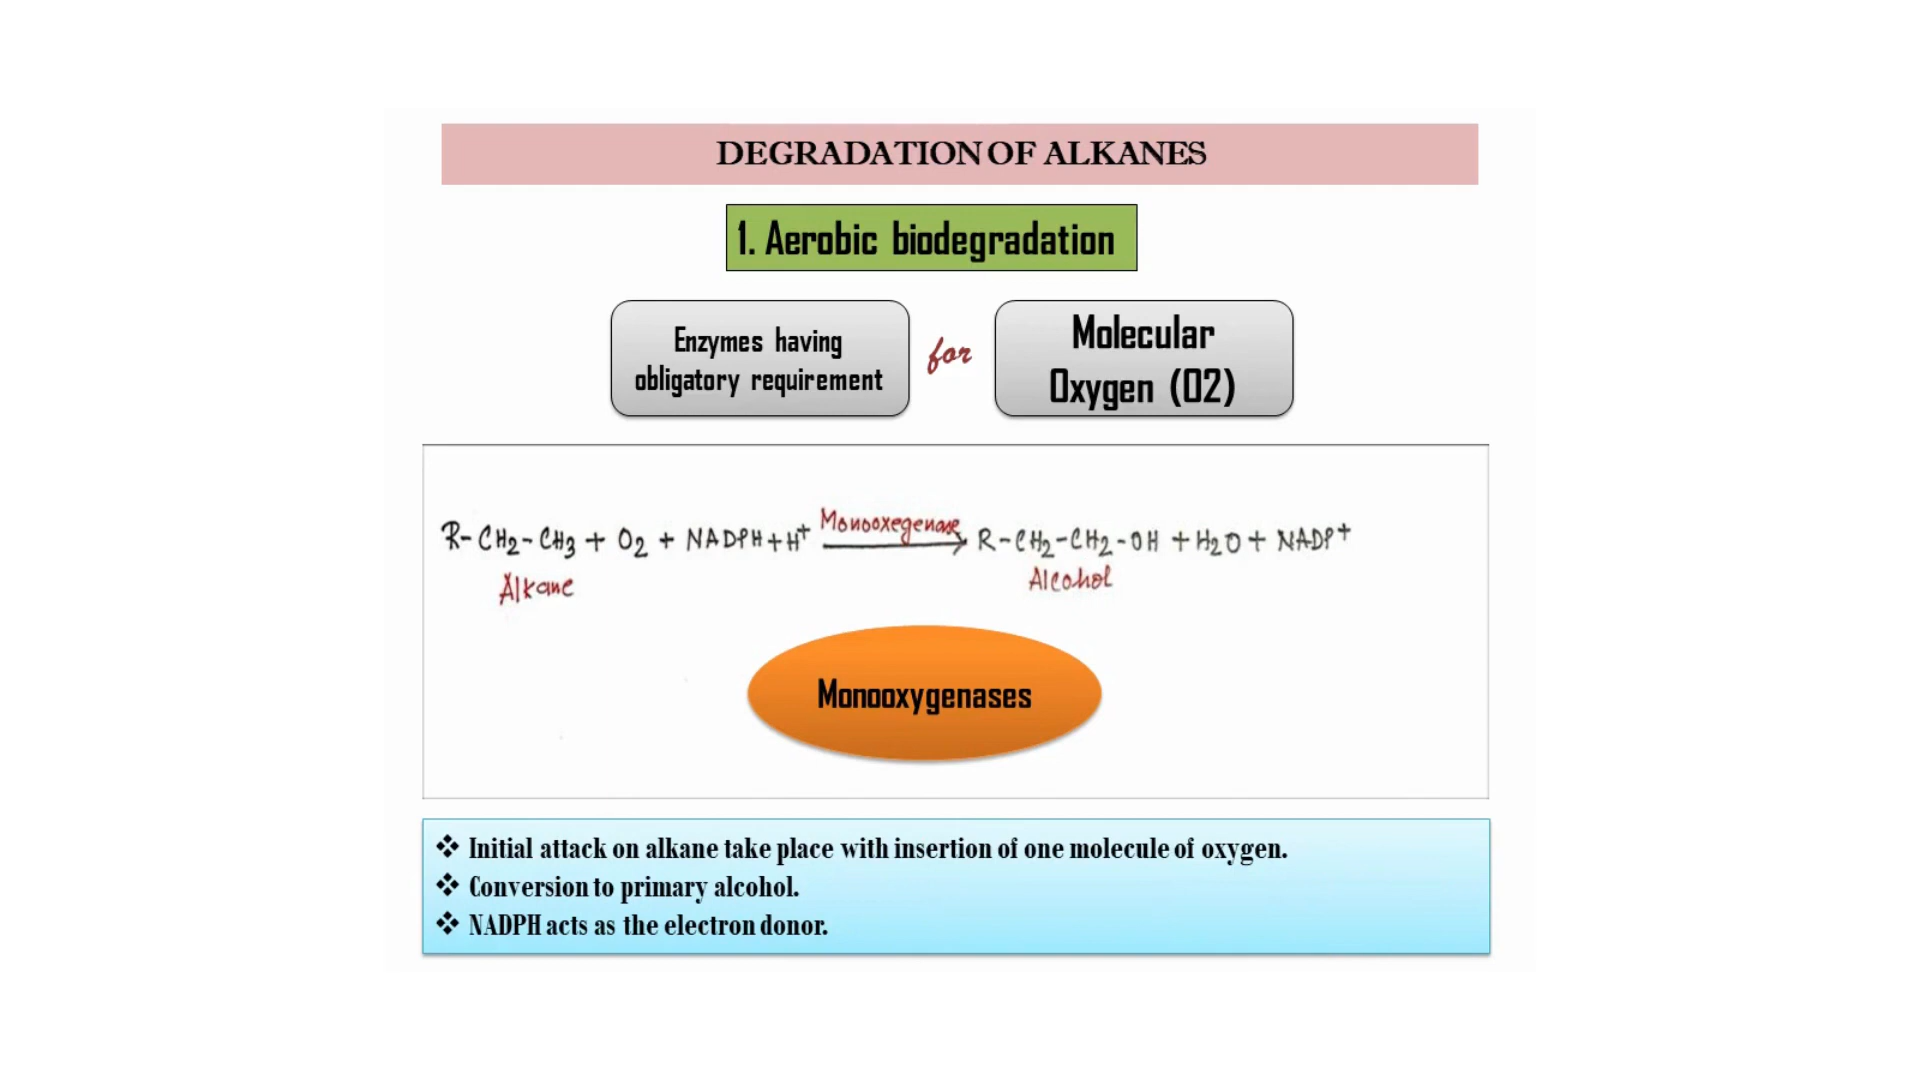 DEGRADATION OF ALKANES
1. Aerobic biodegradation
Enzymes having
obligatory requirement
for
Molecular
Oxygen (O2)
R-CH2-CH3 + O2 + NADPH+H+ Monooxegenase R-CH2-CH2-OH +H2O+ NADP+
Alkane Alcohol
Monooxygenases
❖ Initial attack on alkane take place with insertion of one molecule of oxygen.
❖ Conversion to primary alcohol.
❖ NADPH acts as the electron donor.